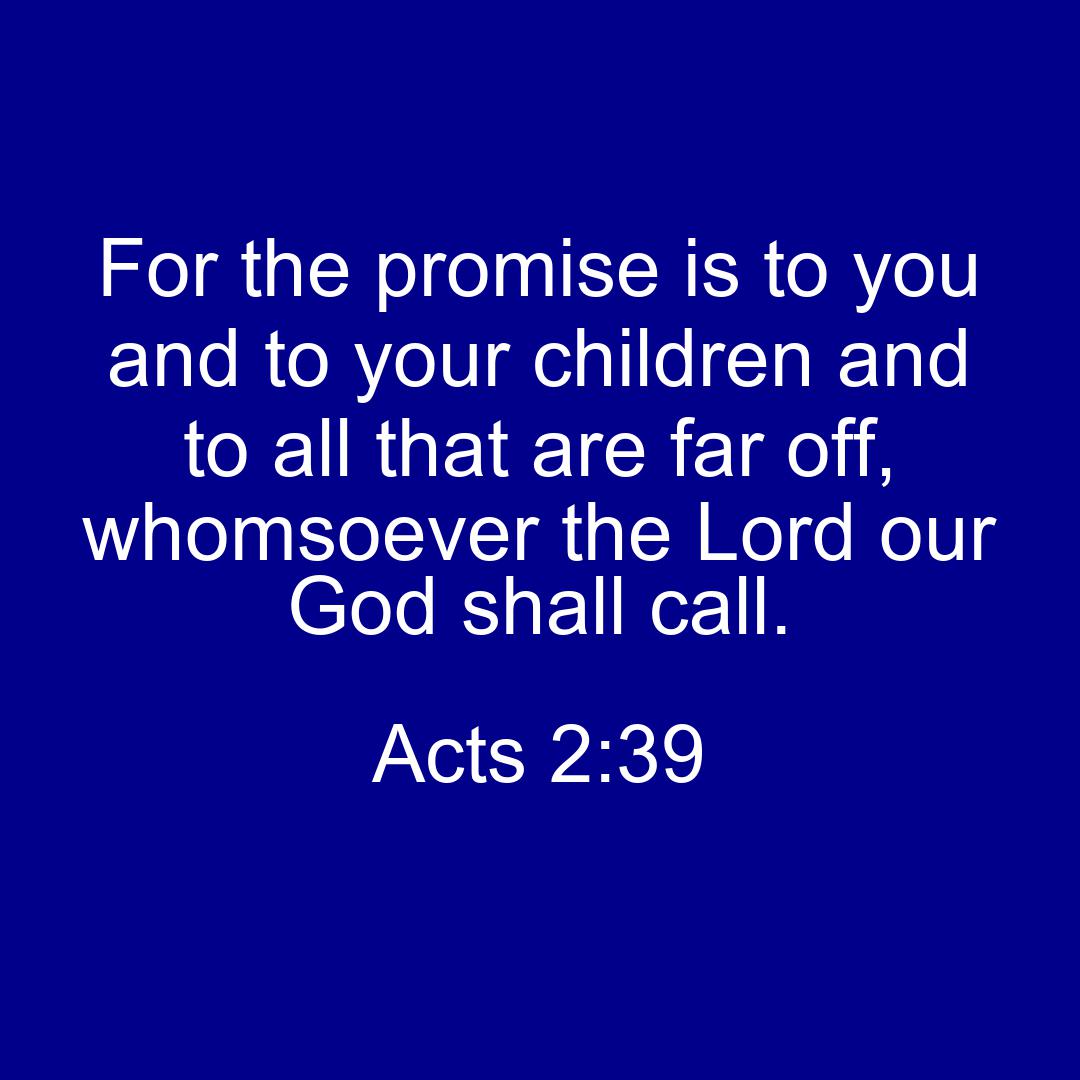 For the promise is to you
and to your children and
to all that are far off,
whomsoever the Lord our
God shall call.
Acts 2:39